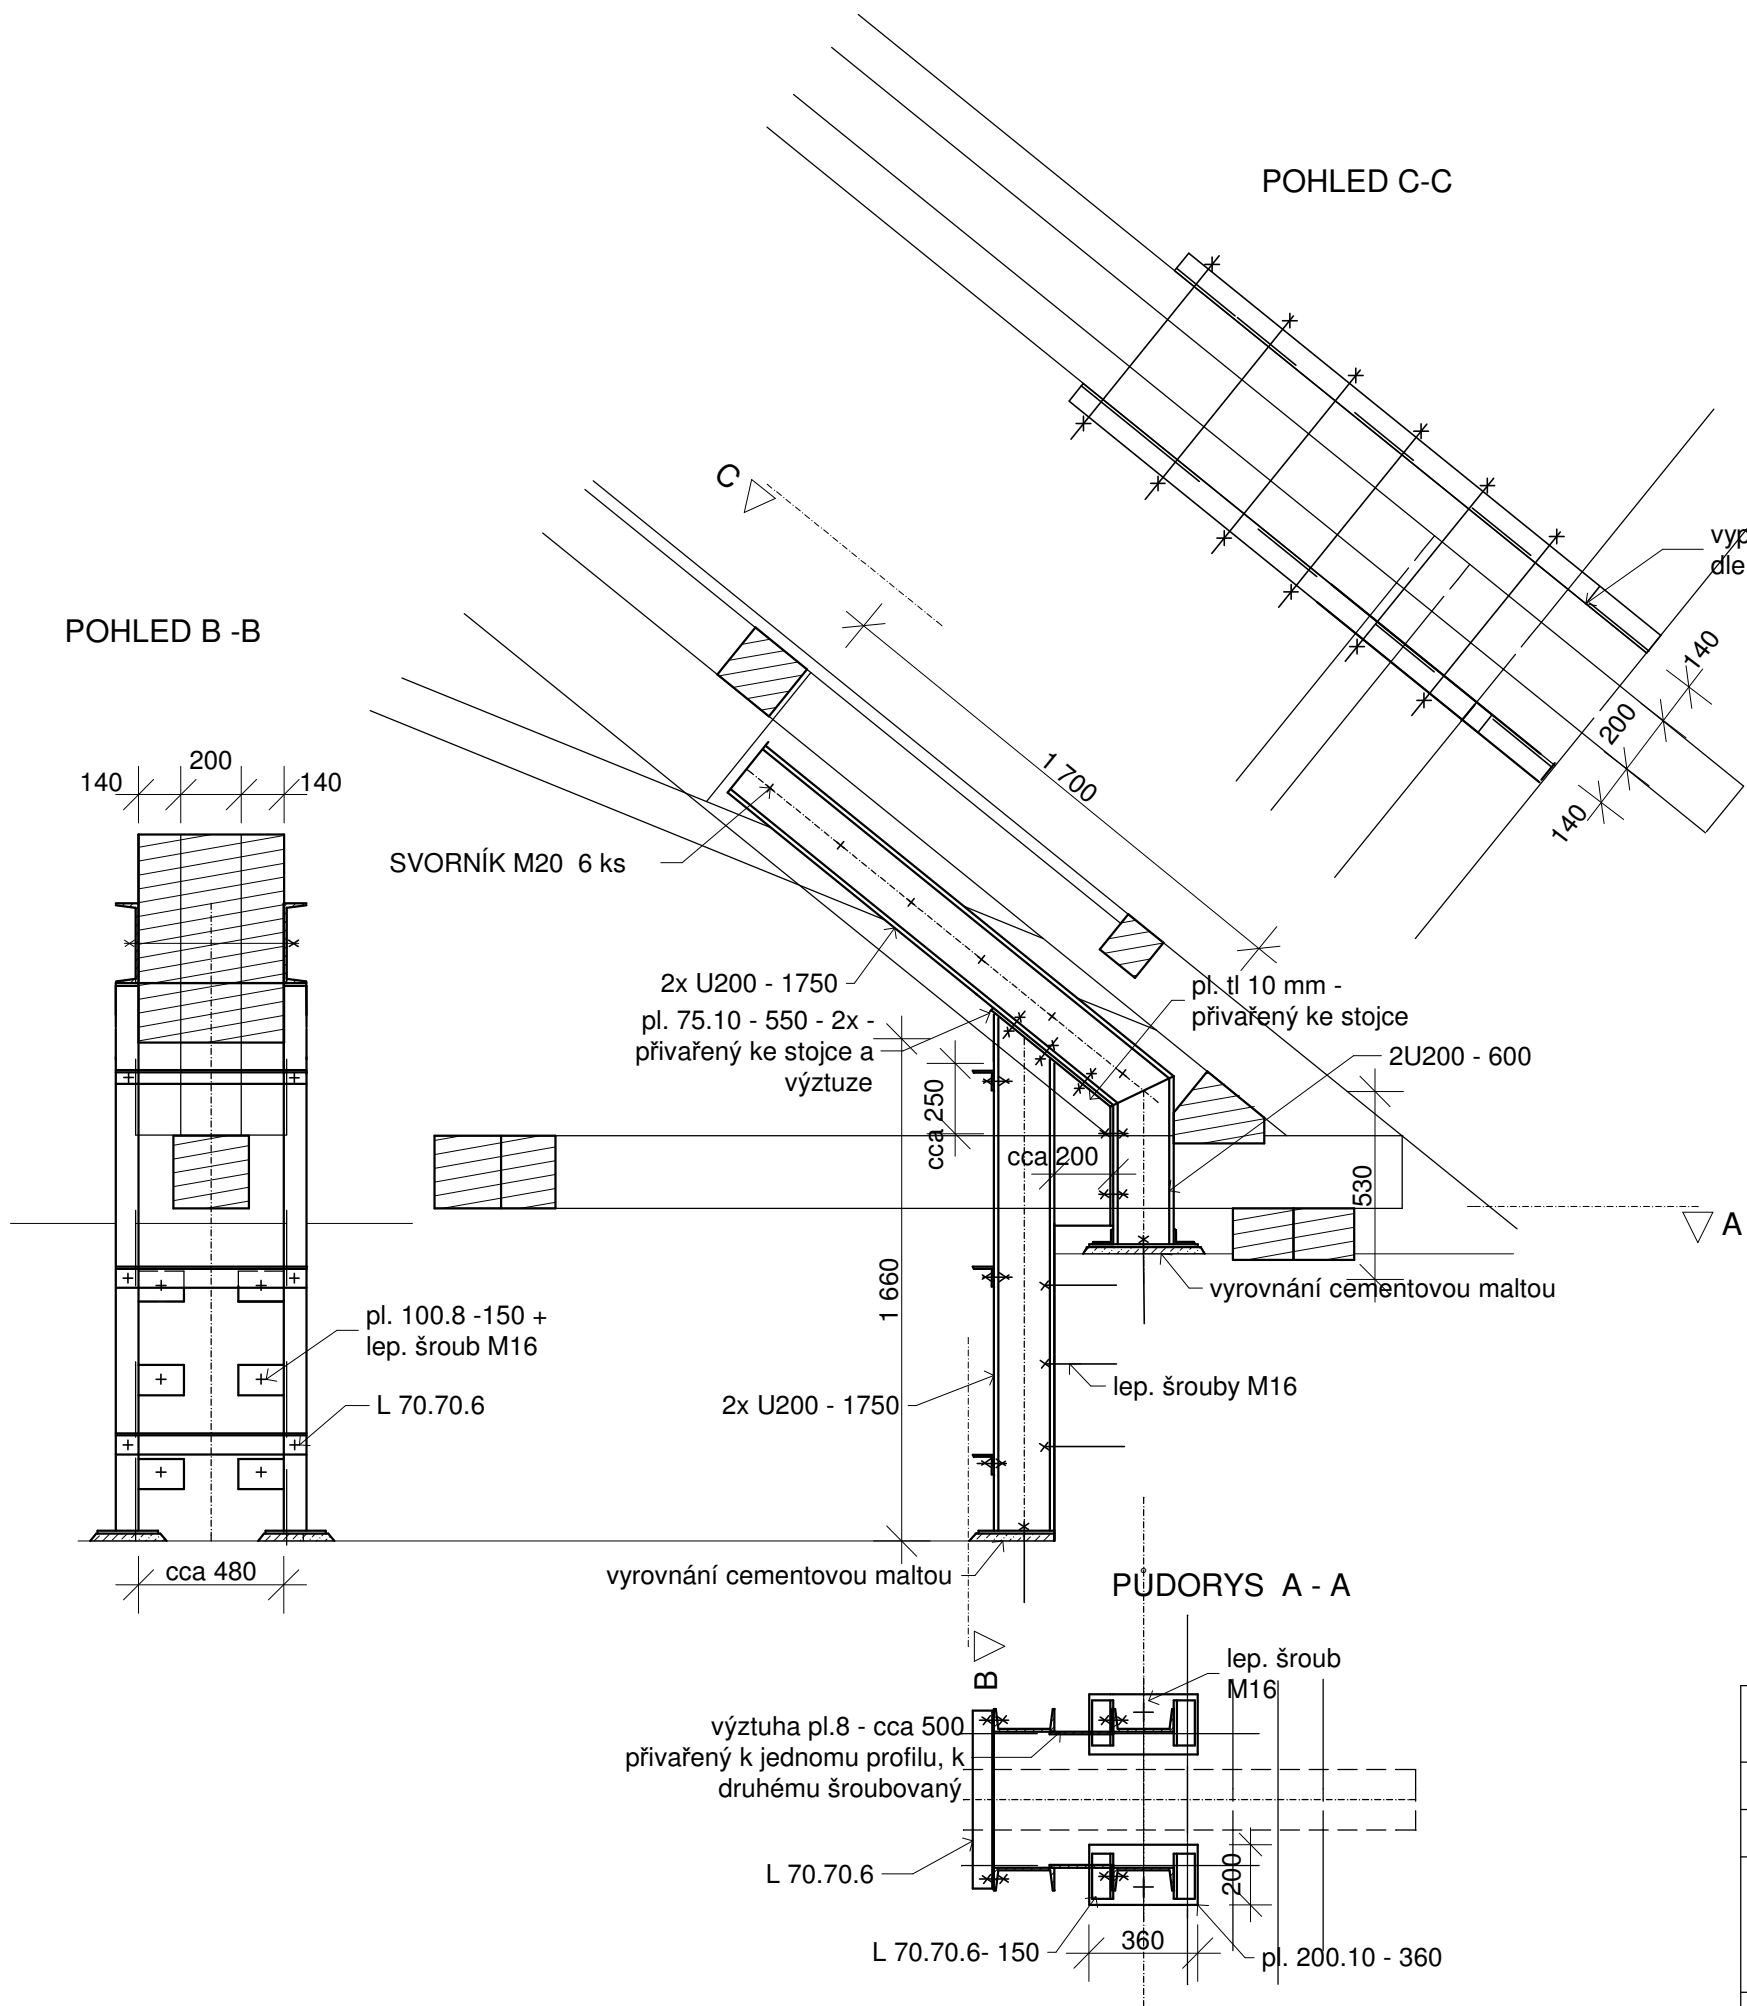 POHLED C-C
C
dle
POHLED B -B
140
200
140
1 700
140
200
140
SVORNÍK M20  6 ks
2x U200 - 1750
pl. 75.10 - 550 - 2x -
přivařený ke stojce a
výztuze
pl. tl 10 mm -
přivařený ke stojce
2U200 - 600
cca 250
cca 200
530
A
vyrovnání cementovou maltou
1 660
pl. 100.8 -150 +
lep. šroub M16
L 70.70.6
2x U200 - 1750
lep. šrouby M16
cca 480
vyrovnání cementovou maltou
PŮDORYS  A - A
B
lep. šroub
M16
výztuha pl.8 - cca 500
přivařený k jednomu profilu, k
druhému šroubovaný
L 70.70.6
200
L 70.70.6- 150
360
pl. 200.10 - 360